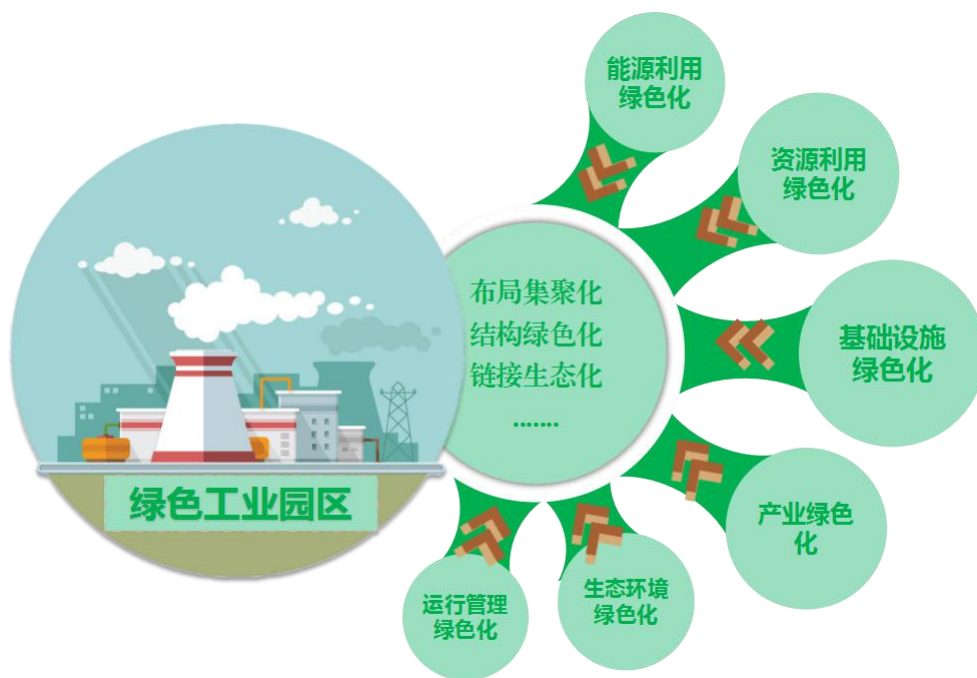 能源利用
绿色化
资源利用
绿色化
布局集聚化
结构绿色化
链接生态化
.......
基础设施
绿色化
绿色工业园区
产业绿色
化
生态环境
绿色化
运行管理
绿色化